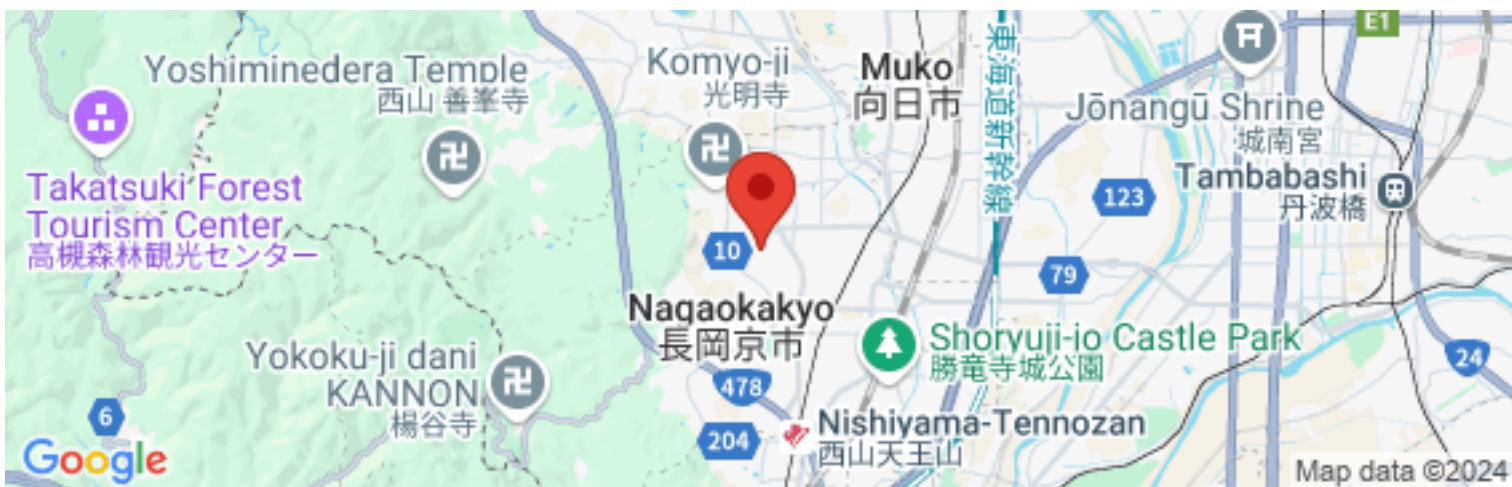 Yoshiminedera Temple
西山 善峯寺
Komyo-ji
光明寺
Muko
向日市
東海道新幹線
E1
Jōnangū Shrine
城南宮
Takatsuki Forest
Tourism Center
高槻森林観光センター
Tambabashi
丹波橋
123
10
79
Nagaokakyo
長岡京市
Shoryuji-jo Castle Park
勝竜寺城公園
24
Yokoku-ji dani
KANNON
楊谷寺
478
6
204
Nishiyama-Tennozan
西山天王山
Google
Map data ©2024